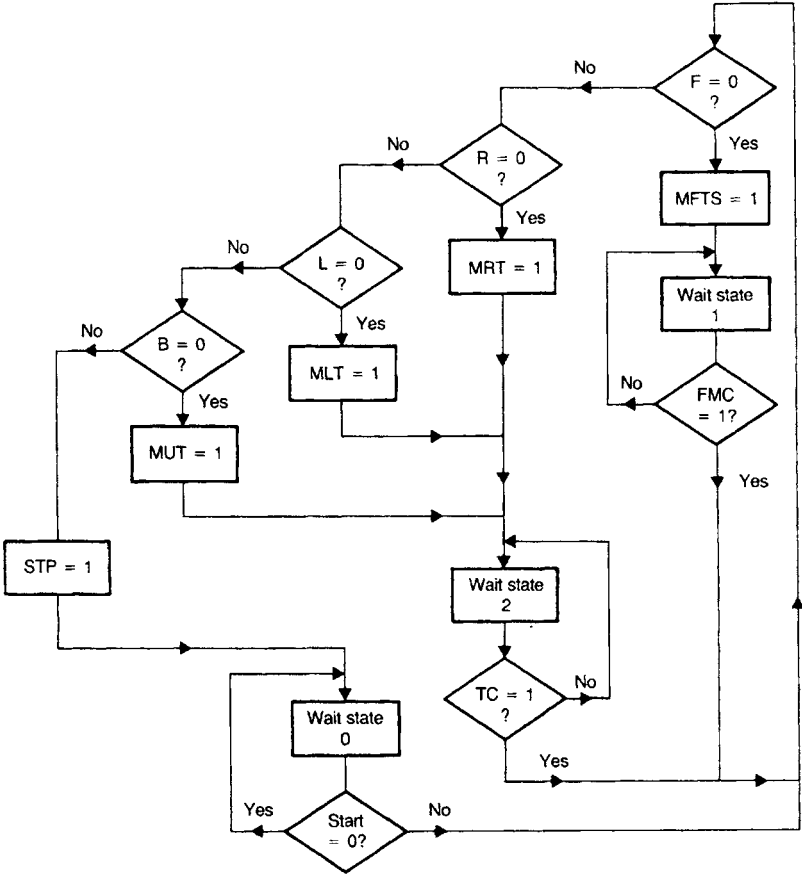 F = 0
?
No
Yes
R = 0
?
No
Yes
MFTS = 1
L = 0
?
No
Yes
MRT = 1
Wait state
1
B = 0
?
No
Yes
MLT = 1
FMC
= 1?
No
Yes
MUT = 1
STP = 1
Wait state
2
TC = 1
?
No
Yes
Wait state
0
Start
= 0?
Yes
No